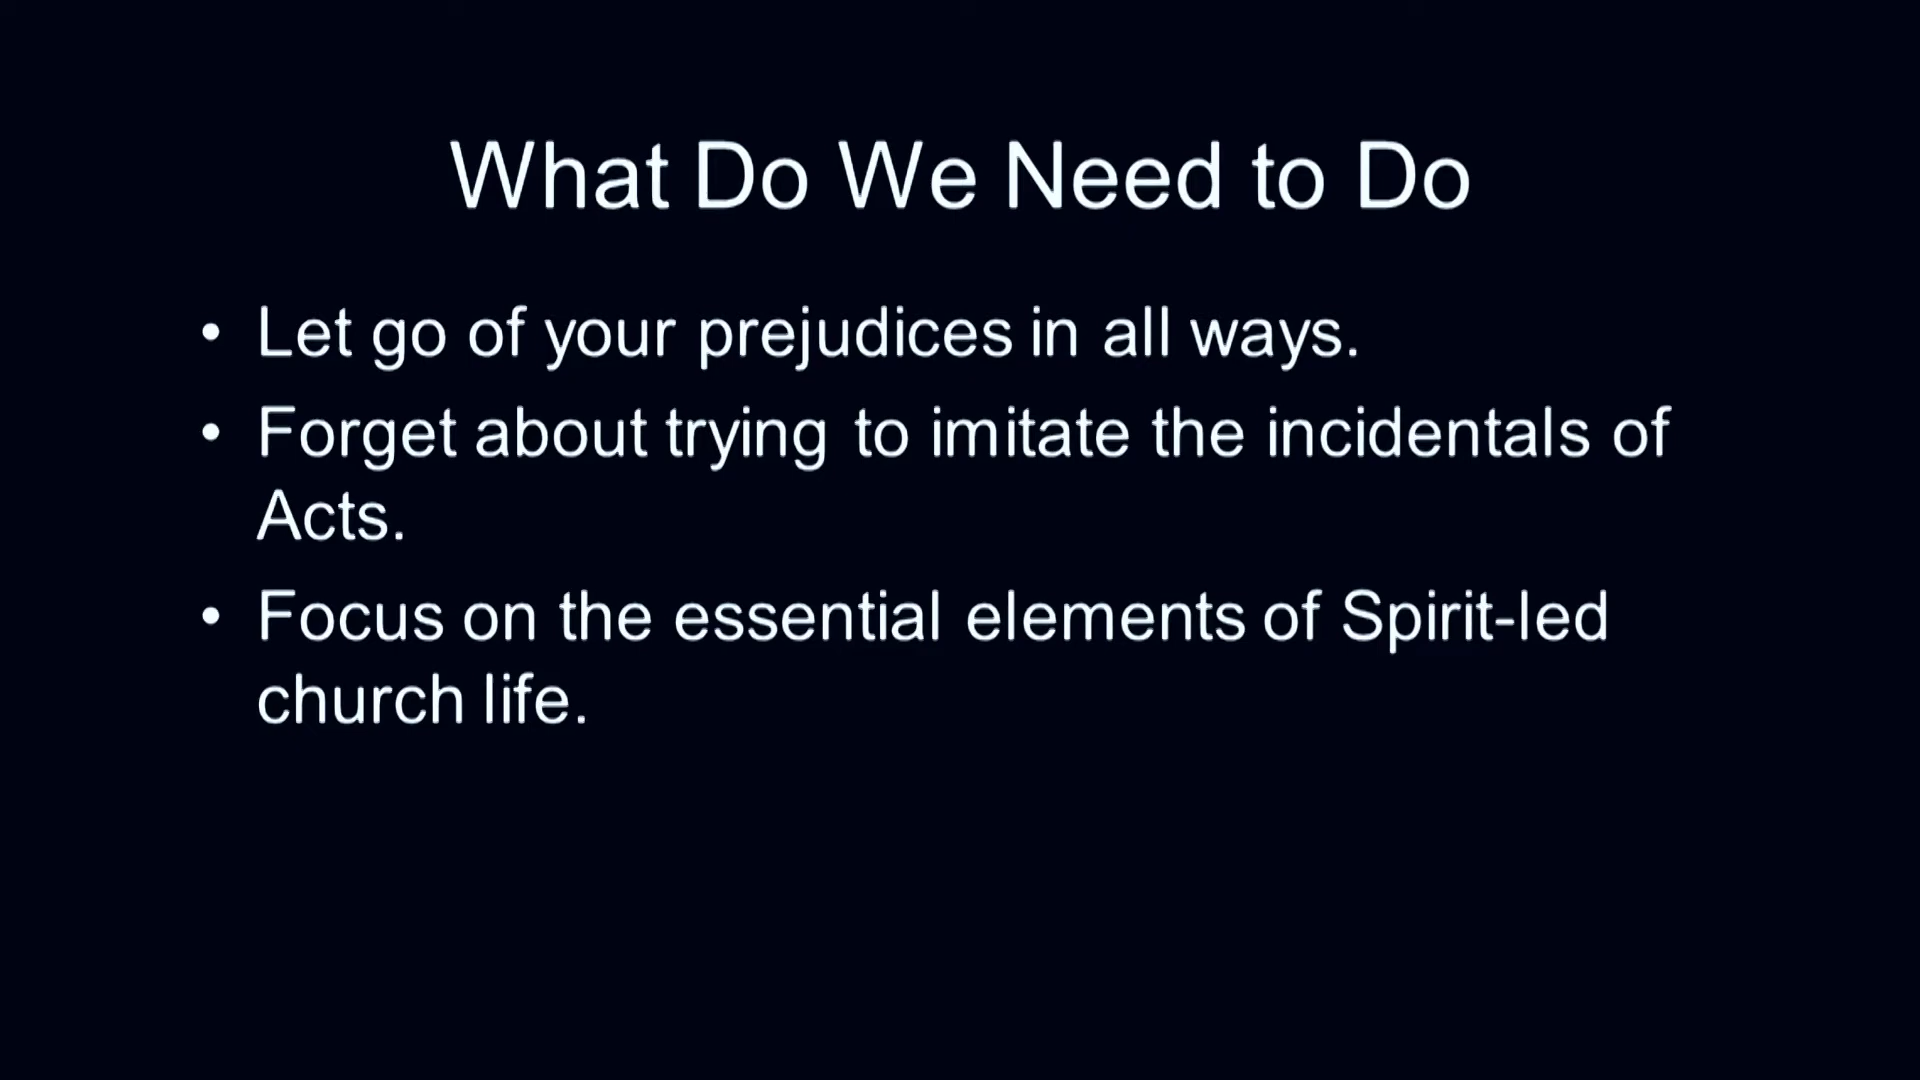 What Do We Need to Do
• Let go of your prejudices in all ways.
• Forget about trying to imitate the incidentals of
Acts.
• Focus on the essential elements of Spirit-led
church life.